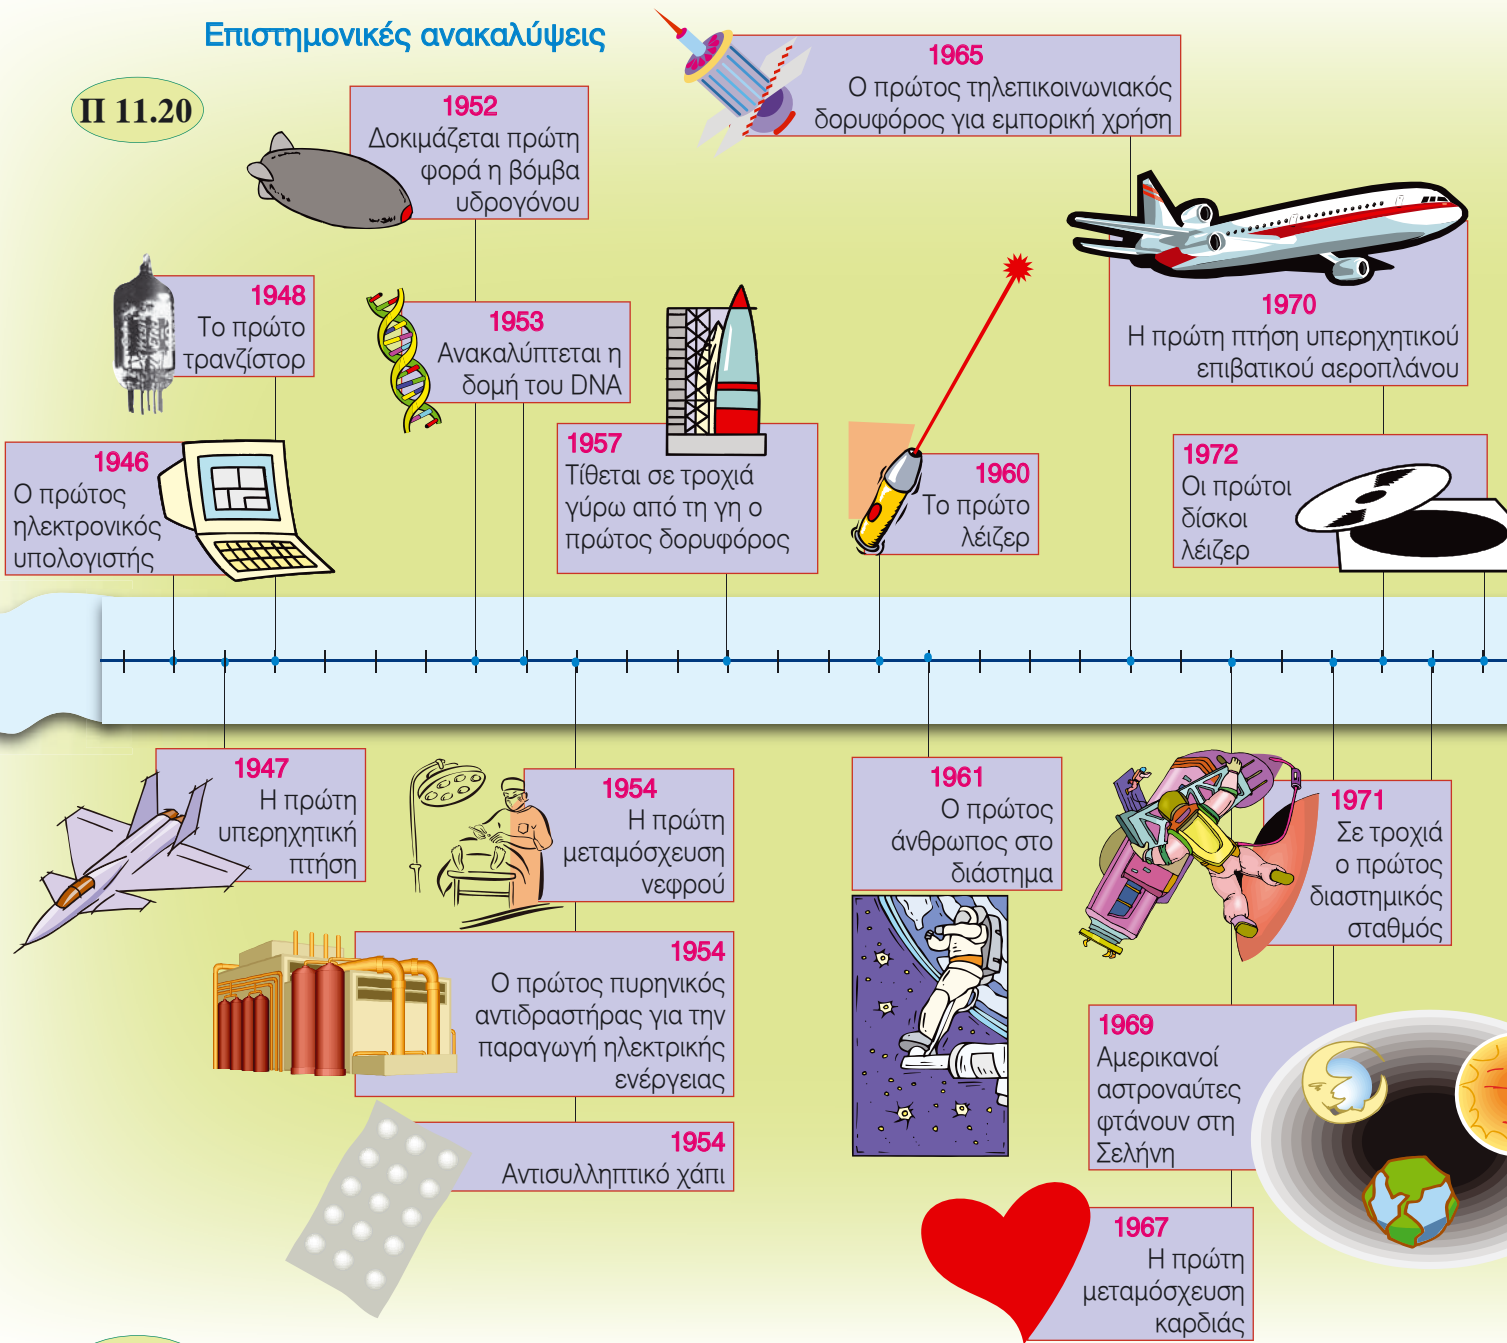 Επιστημονικές ανακαλύψεις
Π 11.20
1952
Δοκιμάζεται πρώτη
φορά η βόμβα
υδρογόνου
1965
Ο πρώτος τηλεπικοινωνιακός
δορυφόρος για εμπορική χρήση
1948
Το πρώτο
τρανζίστορ
1953
Ανακαλύπτεται η
δομή του DNA
1970
Η πρώτη πτήση υπερηχητικού
επιβατικού αεροπλάνου
1946
Ο πρώτος
ηλεκτρονικός
υπολογιστής
1957
Τίθεται σε τροχιά
γύρω από τη γη ο
πρώτος δορυφόρος
1960
Το πρώτο
λέιζερ
1972
Οι πρώτοι
δίσκοι
λέιζερ
1947
Η πρώτη
υπερηχητική
πτήση
1954
Η πρώτη
μεταμόσχευση
νεφρού
1961
Ο πρώτος
άνθρωπος στο
διάστημα
1971
Σε τροχιά
ο πρώτος
διαστημικός
σταθμός
1954
Ο πρώτος πυρηνικός
αντιδραστήρας για την
παραγωγή ηλεκτρικής
ενέργειας
1969
Αμερικανοί
αστροναύτες
φτάνουν στη
Σελήνη
1954
Αντισυλληπτικό χάπι
1967
Η πρώτη
μεταμόσχευση
καρδιάς